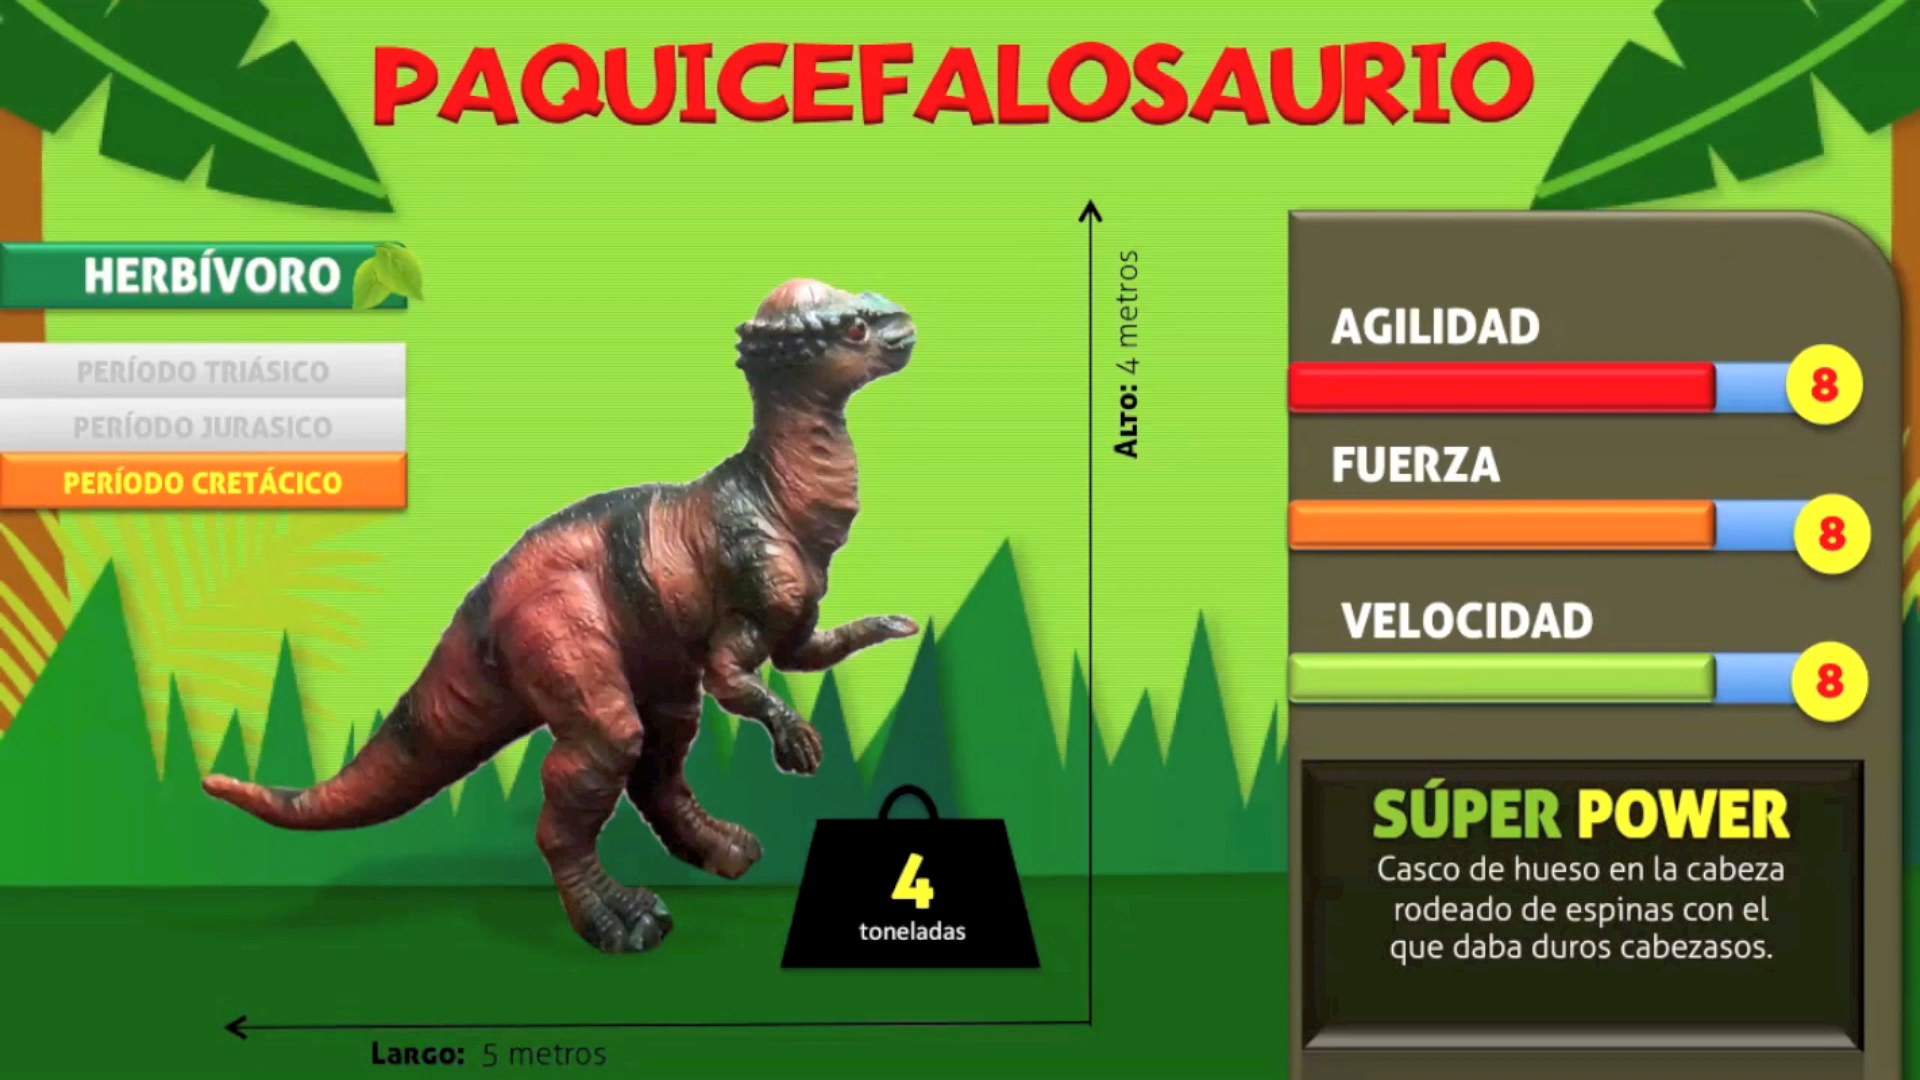 PAQUICEFALOSAURIO
HERBÍVORO
PERÍODO TRIÁSICO
PERÍODO JURASICO
PERÍODO CRETÁCICO
ALTO: 4 metros
4
toneladas
LARGO: 5 metros
AGILIDAD
8
FUERZA
8
VELOCIDAD
8
SÚPER POWER
Casco de hueso en la cabeza
rodeado de espinas con el
que daba duros cabezasos.